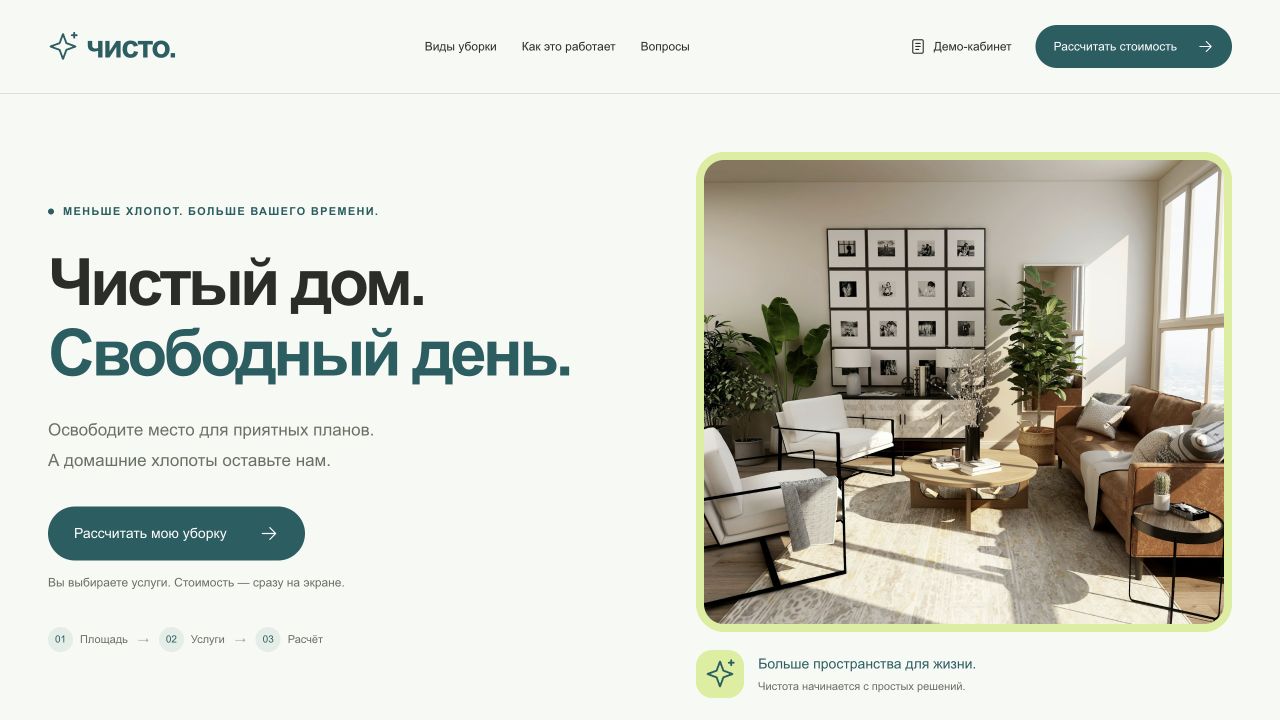 чисто.
Виды уборки
Как это работает
Вопросы
Демо-кабинет
Рассчитать стоимость
МЕНЬШЕ ХЛОПОТ. БОЛЬШЕ ВАШЕГО ВРЕМЕНИ.
Чистый дом.
Свободный день.
Освободите место для приятных планов.
А домашние хлопоты оставьте нам.
Рассчитать мою уборку
Вы выбираете услуги. Стоимость — сразу на экране.
01 Площадь → 02 Услуги → 03 Расчёт
Больше пространства для жизни.
Чистота начинается с простых решений.